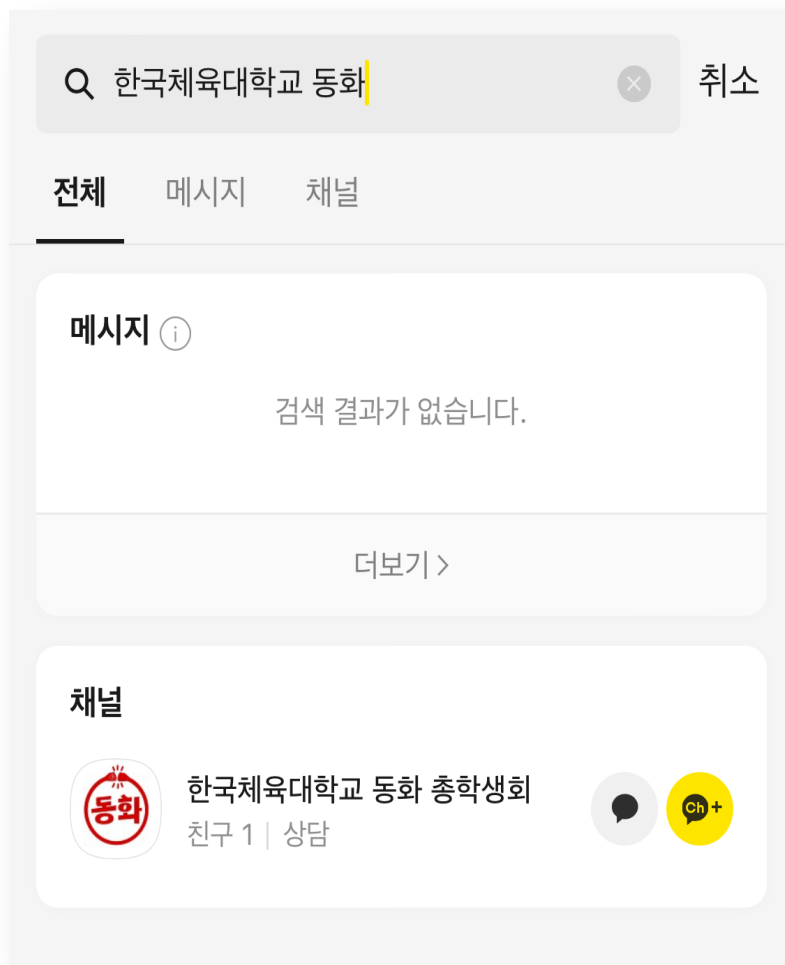 한국체육대학교 동화
취소
전체 메시지 채널
메시지
검색 결과가 없습니다.
더보기 >
채널
동화
한국체육대학교 동화 총학생회
친구 1 | 상담
Ch+